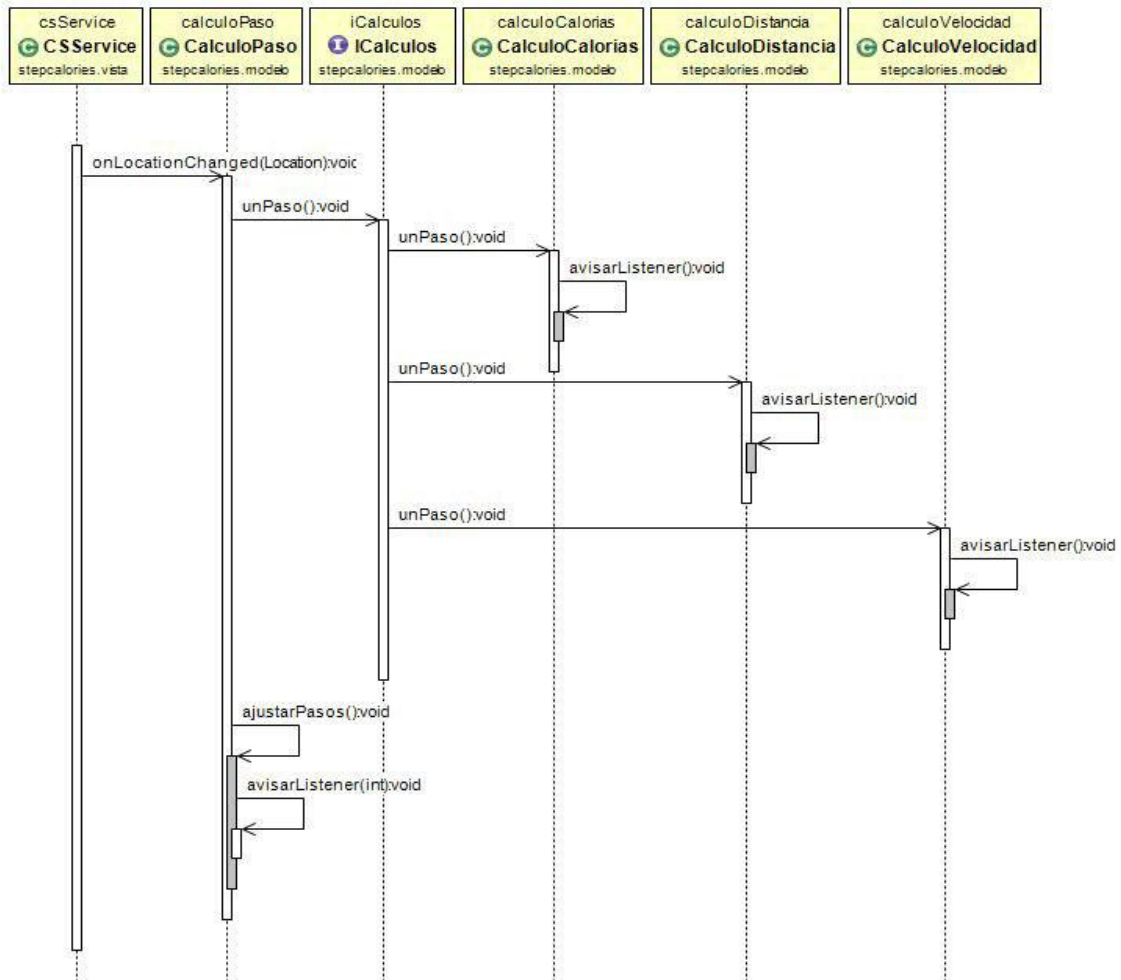 csService
CSService
stepcalories.vista
calculoPaso
CalculoPaso
stepcalories.modelo
iCalculos
ICalculos
stepcalories.modelo
calculoCalorias
CalculoCalorias
stepcalories.modelo
calculoDistancia
CalculoDistancia
stepcalories.modelo
calculoVelocidad
CalculoVelocidad
stepcalories.modelo
onLocationChanged(Location):void
unPaso():void
unPaso():void
avisarListener():void
unPaso():void
avisarListener():void
unPaso():void
avisarListener():void
ajustarPasos():void
avisarListener(int):void